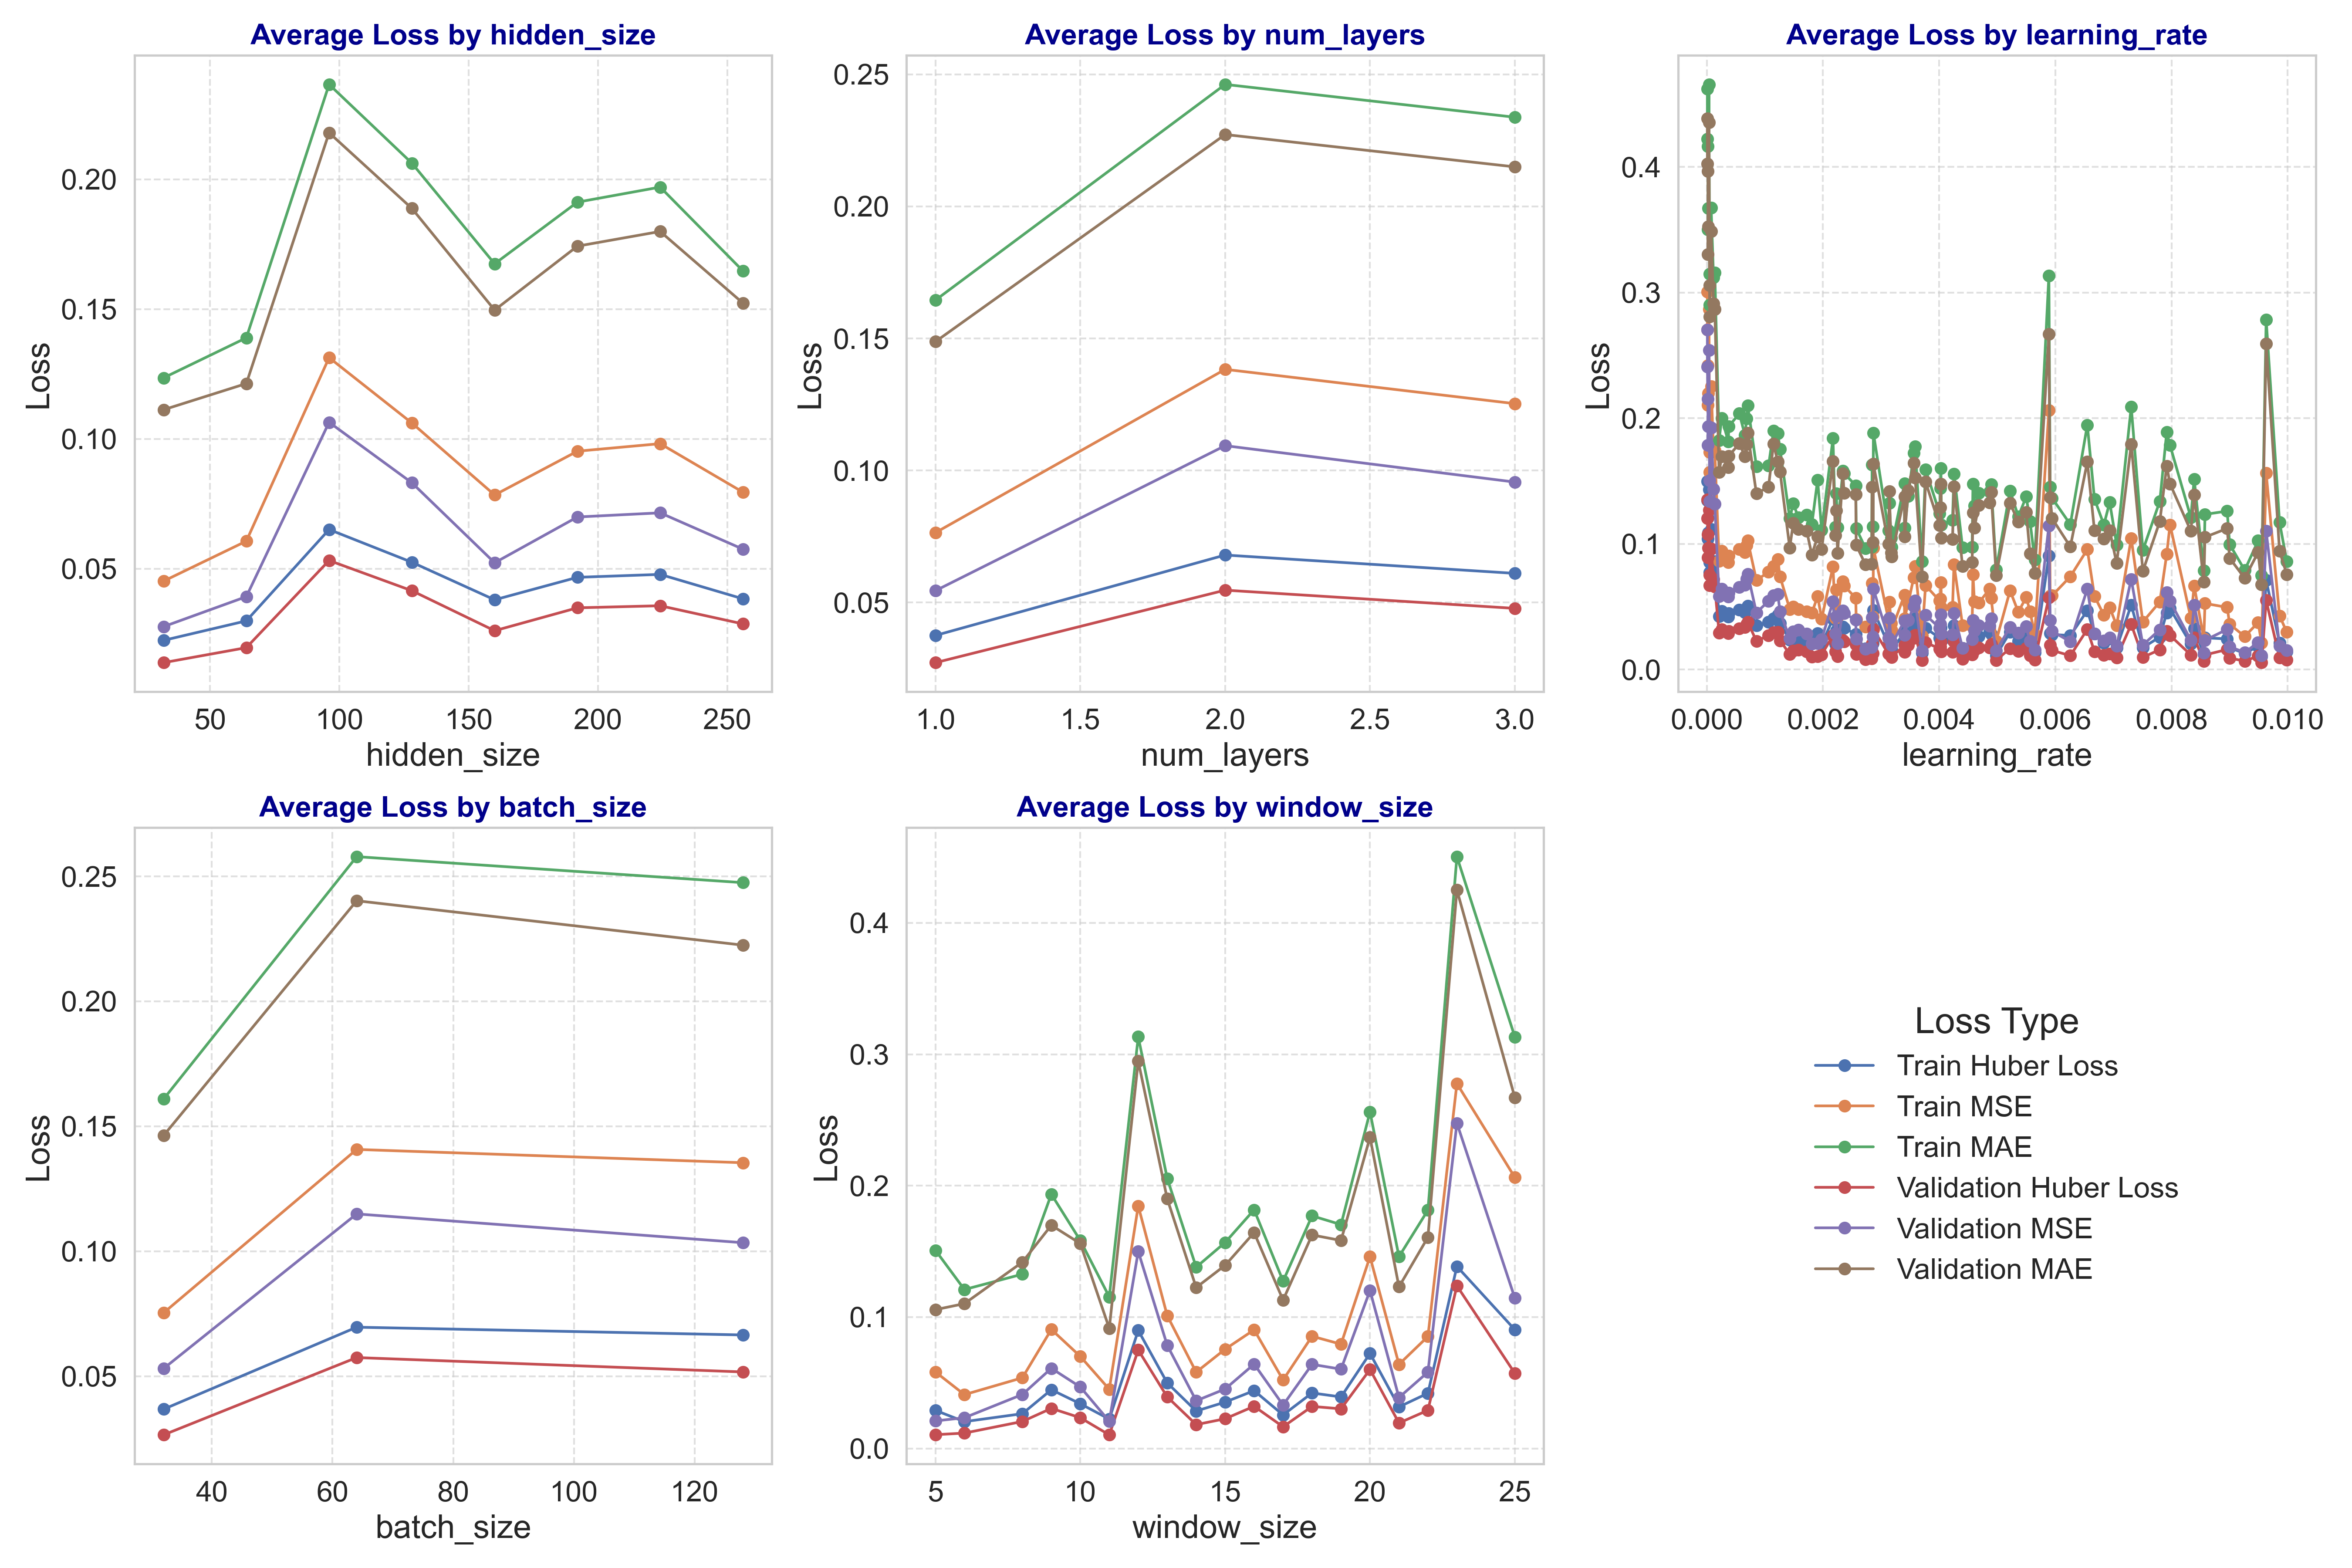 Average Loss by hidden_size
Loss
0.20
0.15
0.10
0.05
50 100 150 200 250
hidden_size
Average Loss by num_layers
Loss
0.25
0.20
0.15
0.10
0.05
1.0 1.5 2.0 2.5 3.0
num_layers
Average Loss by learning_rate
Loss
0.4
0.3
0.2
0.1
0.0
0.000 0.002 0.004 0.006 0.008 0.010
learning_rate
Average Loss by batch_size
Loss
0.25
0.20
0.15
0.10
0.05
40 60 80 100 120
batch_size
Average Loss by window_size
Loss
0.4
0.3
0.2
0.1
0.0
5 10 15 20 25
window_size
Loss Type
Train Huber Loss
Train MSE
Train MAE
Validation Huber Loss
Validation MSE
Validation MAE